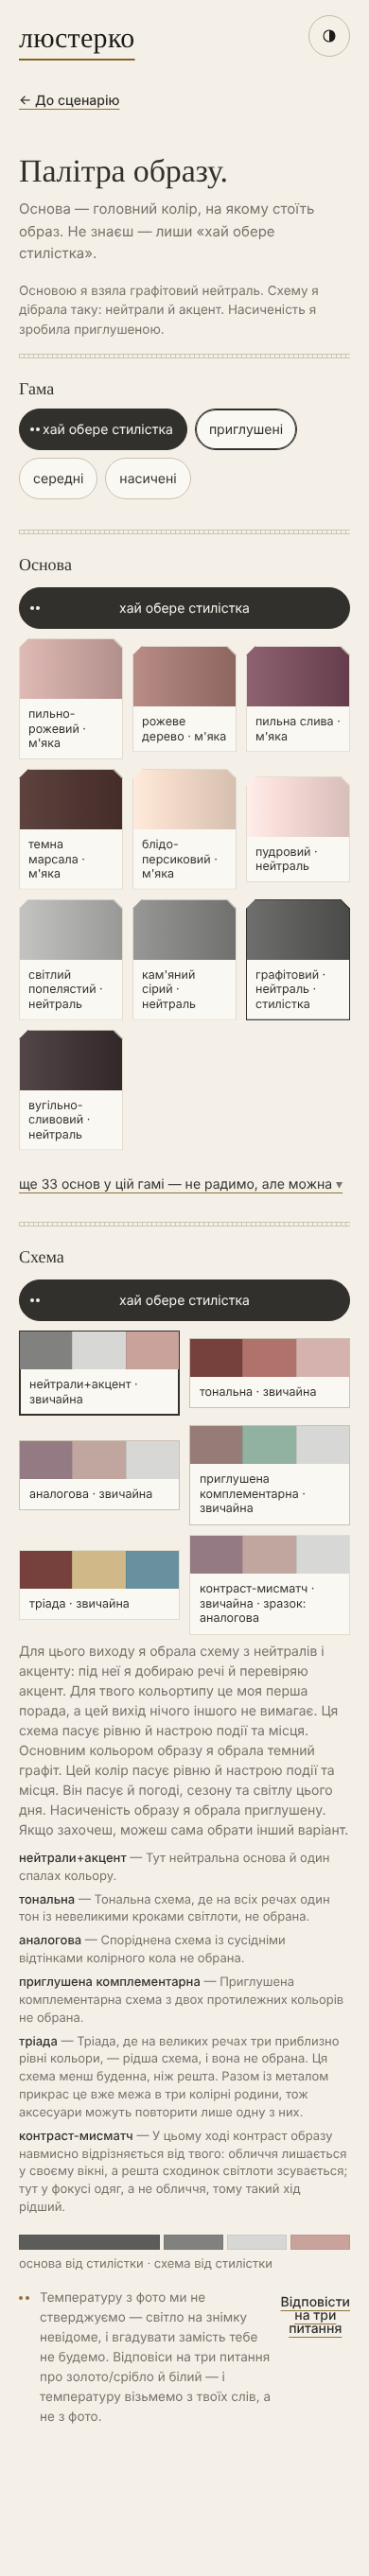 люстерко
← До сценарію
Палітра образу.
Основа — головний колір, на якому стоїть
образ. Не знаєш — лиши «хай обере
стилістка».
Основою я взяла графітовий нейтраль. Схему я
дібрала таку: нейтрали й акцент. Насиченість я
зробила приглушеною.
Гама
хай обере стилістка
приглушені
середні
насичені
Основа
хай обере стилістка
пильно-
рожевий ·
м'яка
рожеве
дерево · м'яка
пильна слива ·
м'яка
темна
марсала ·
м'яка
блідо-
персиковий ·
м'яка
пудровий ·
нейтраль
світлий
попелястий ·
нейтраль
кам'яний
сірий ·
нейтраль
графітовий ·
нейтраль ·
стилістка
вугільно-
сливовий ·
нейтраль
ще 33 основ у цій гамі — не радимо, але можна ▾
Схема
хай обере стилістка
нейтрали+акцент ·
звичайна
тональна · звичайна
аналогова · звичайна
приглушена
комплементарна ·
звичайна
тріада · звичайна
контраст-мисматч ·
звичайна · зразок:
аналогова
Для цього виходу я обрала схему з нейтралів і
акценту: під неї я добираю речі й перевіряю
акцент. Для твого кольортипу це моя перша
порада, а цей вихід нічого іншого не вимагає. Ця
схема пасує рівню й настрою події та місця.
Основним кольором образу я обрала темний
графіт. Цей колір пасує рівню й настрою події та
місця. Він пасує й погоді, сезону та світлу цього
дня. Насиченість образу я обрала приглушену.
Якщо захочеш, можеш сама обрати інший варіант.
нейтрали+акцент — Тут нейтральна основа й один
спалах кольору.
тональна — Тональна схема, де на всіх речах один
тон із невеликими кроками світлоти, не обрана.
аналогова — Споріднена схема із сусідніми
відтінками колірного кола не обрана.
приглушена комплементарна — Приглушена
комплементарна схема з двох протилежних кольорів
не обрана.
тріада — Тріада, де на великих речах три приблизно
рівні кольори, — рідша схема, і вона не обрана. Ця
схема менш буденна, ніж решта. Разом із металом
прикрас це вже межа в три колірні родини, тож
аксесуари можуть повторити лише одну з них.
контраст-мисматч — У цьому ході контраст образу
навмисно відрізняється від твого: обличчя лишається
у своєму вікні, а решта сходинок світлоти зсувається;
тут у фокусі одяг, а не обличчя, тому такий хід
рідший.
основа від стилістки · схема від стилістки
Температуру з фото ми не
стверджуємо — світло на знімку
невідоме, і вгадувати замість тебе
не будемо. Відповіси на три питання
про золото/срібло й білий — і
температуру візьмемо з твоїх слів, а
не з фото.
Відповісти
на три
питання